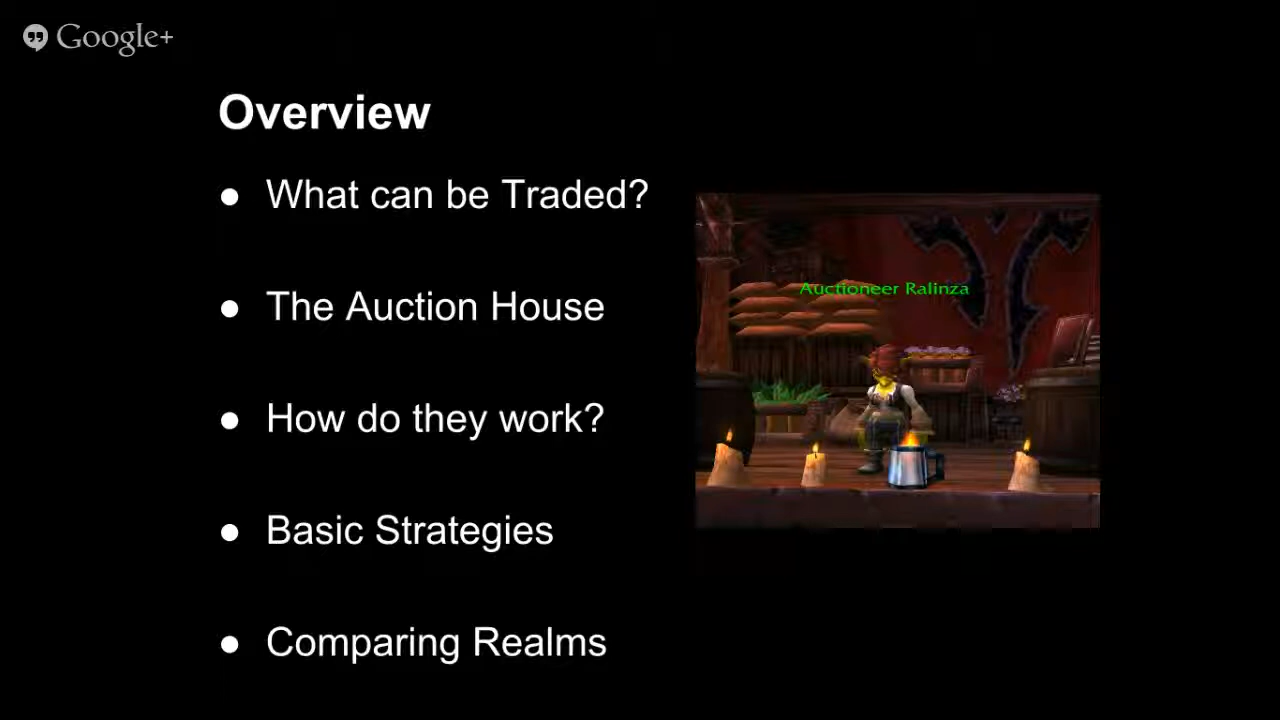 Google+
Overview
● What can be Traded?
● The Auction House
● How do they work?
● Basic Strategies
● Comparing Realms
Auctioneer Ralinza